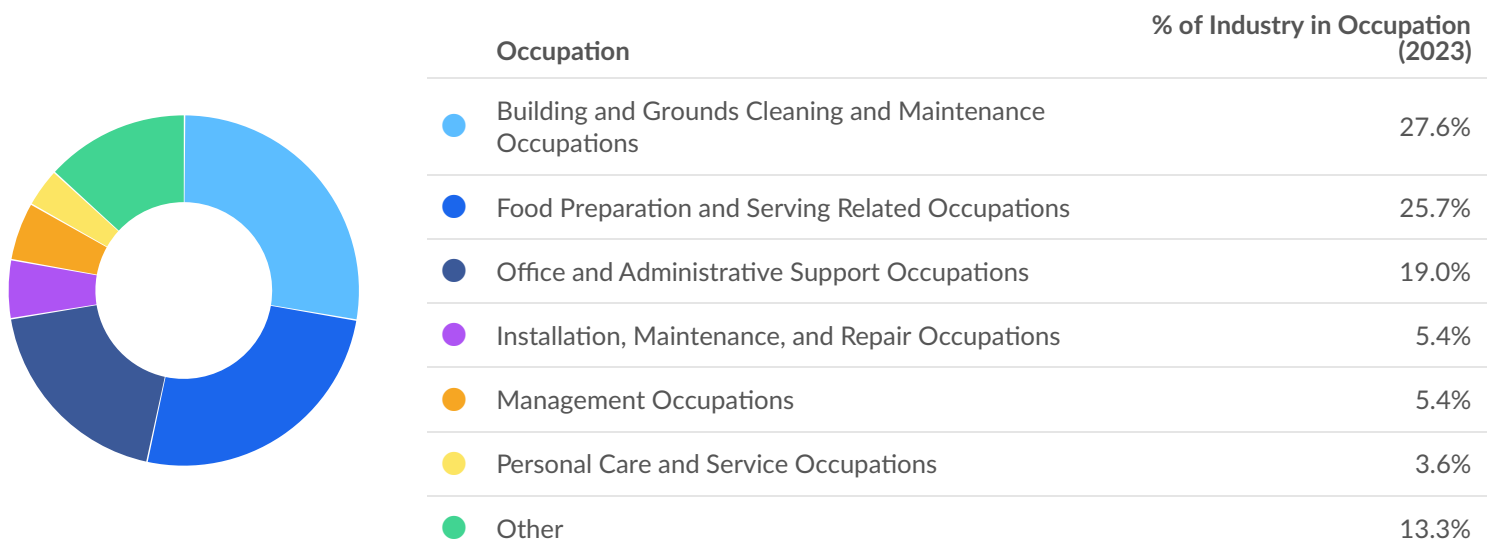 % of Industry in Occupation
Occupation (2023)
Building and Grounds Cleaning and Maintenance
Occupations
27.6%
Food Preparation and Serving Related Occupations 25.7%
Office and Administrative Support Occupations 19.0%
Installation, Maintenance, and Repair Occupations 5.4%
Management Occupations 5.4%
Personal Care and Service Occupations 3.6%
Other 13.3%